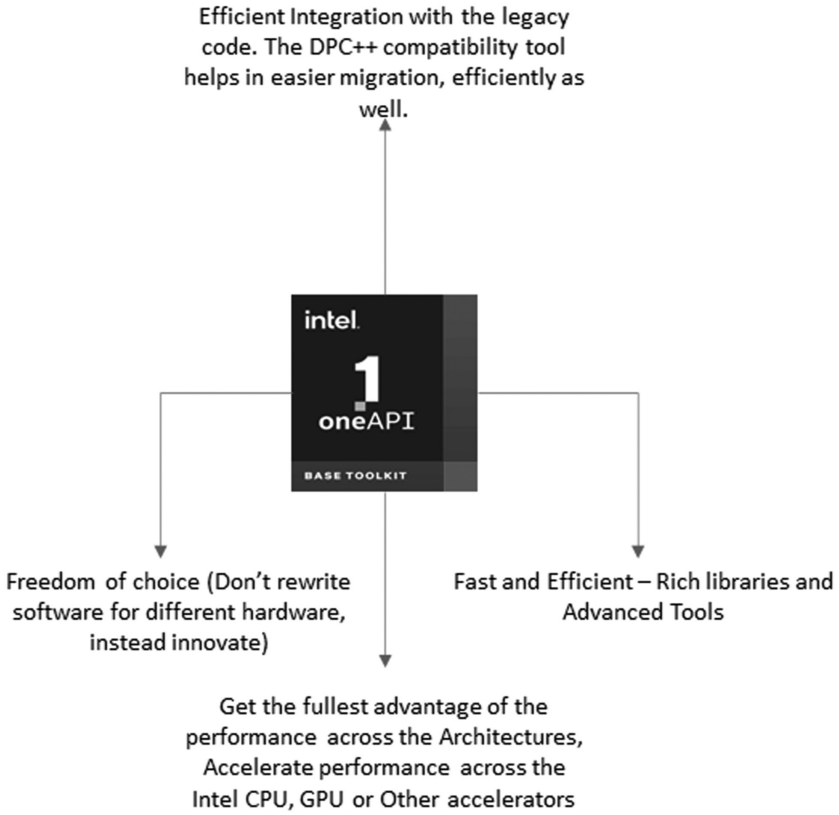 Efficient Integration with the legacy
code. The DPC++ compatibility tool
helps in easier migration, efficiently as
well.
intel.
1
oneAPI
BASE TOOLKIT
Freedom of choice (Don't rewrite
software for different hardware,
instead innovate)
Fast and Efficient – Rich libraries and
Advanced Tools
Get the fullest advantage of the
performance across the Architectures,
Accelerate performance across the
Intel CPU, GPU or Other accelerators